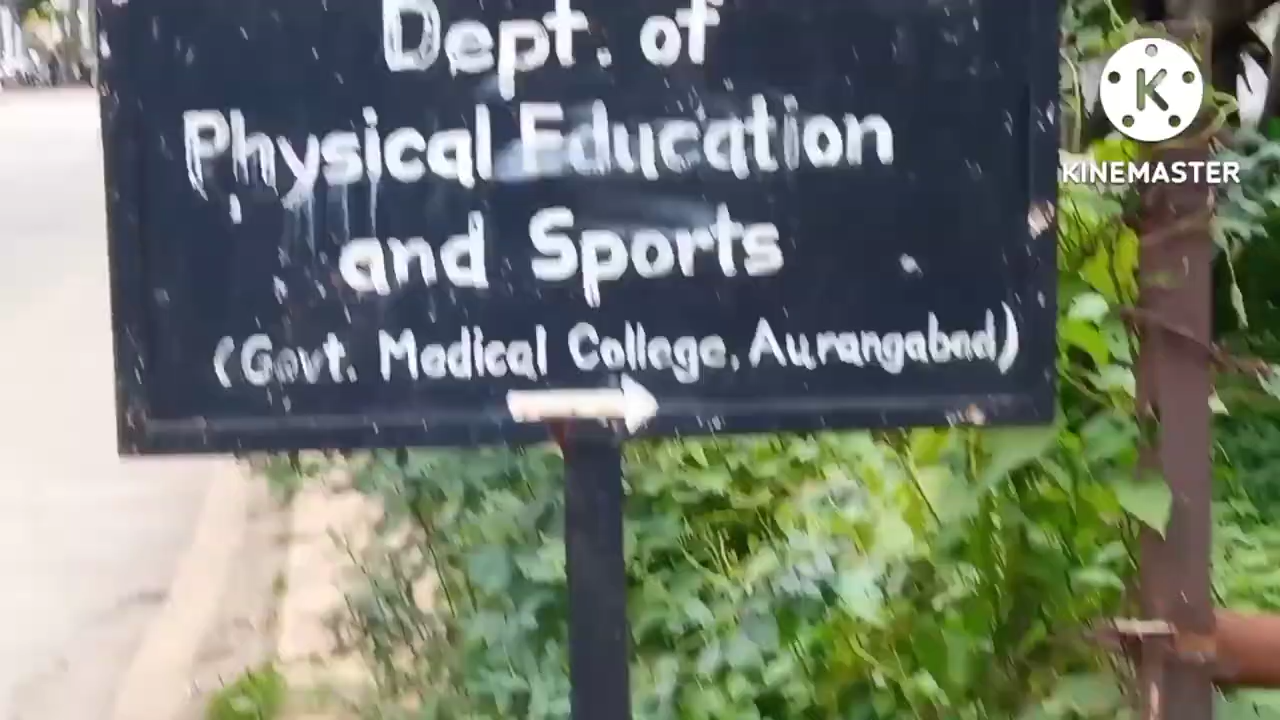 Dept. of
Physical Education
and Sports
(Govt. Medical College, Aurangabad)
K
KINEMASTER